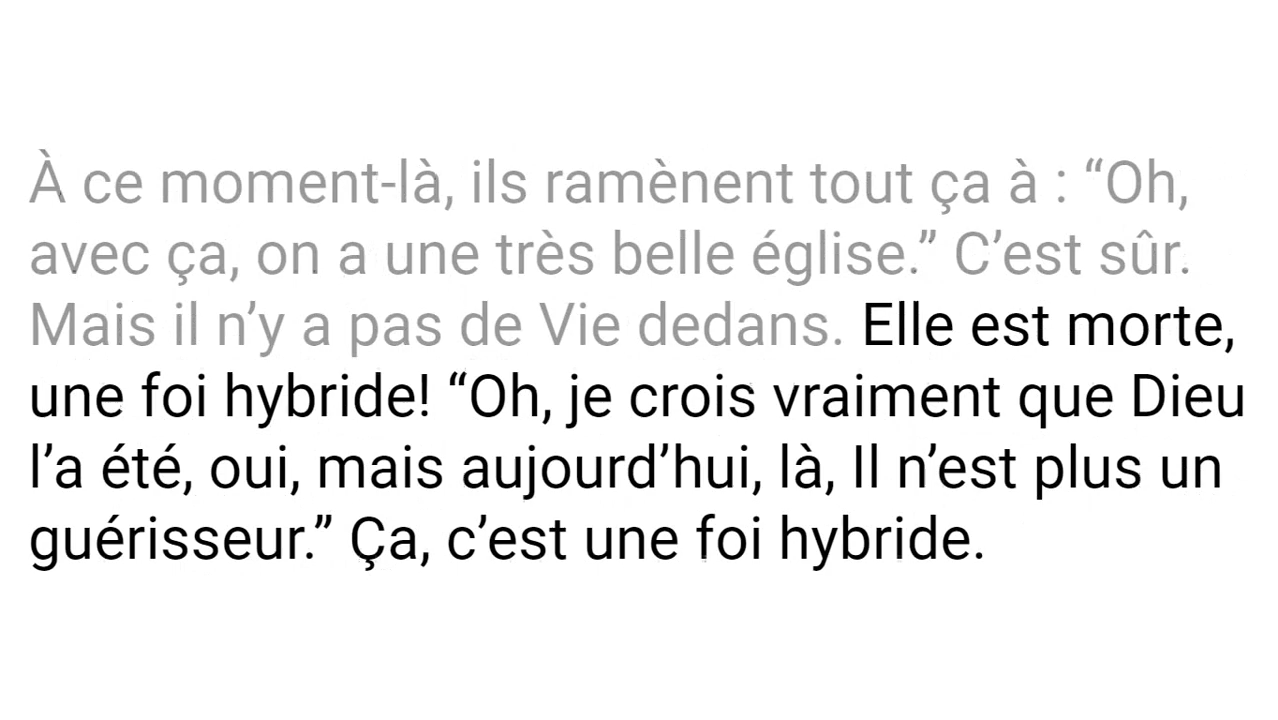 À ce moment-là, ils ramènent tout ça à : “Oh,
avec ça, on a une très belle église.” C’est sûr.
Mais il n’y a pas de Vie dedans. Elle est morte,
une foi hybride! “Oh, je crois vraiment que Dieu
l’a été, oui, mais aujourd’hui, là, Il n’est plus un
guérisseur.” Ça, c’est une foi hybride.